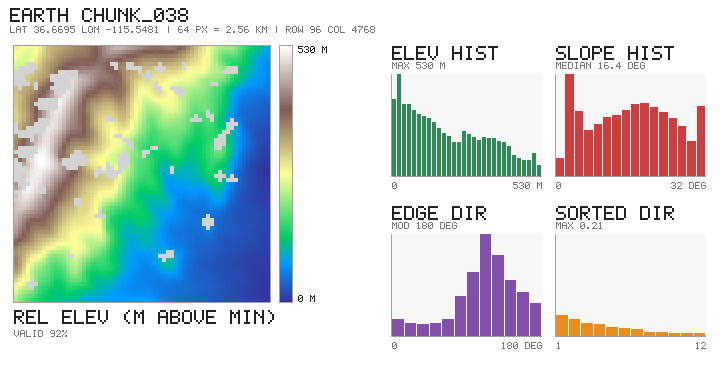 EARTH CHUNK_038
LAT 36.6695 LON -115.5481 | 64 PX = 2.56 KM | ROW 96 COL 4768
530 M
0 M
REL ELEV (M ABOVE MIN)
VALID 92%
ELEV HIST
MAX 530 M
0 530 M
SLOPE HIST
MEDIAN 16.4 DEG
0 32 DEG
EDGE DIR
MOD 180 DEG
0 180 DEG
SORTED DIR
MAX 0.21
1 12